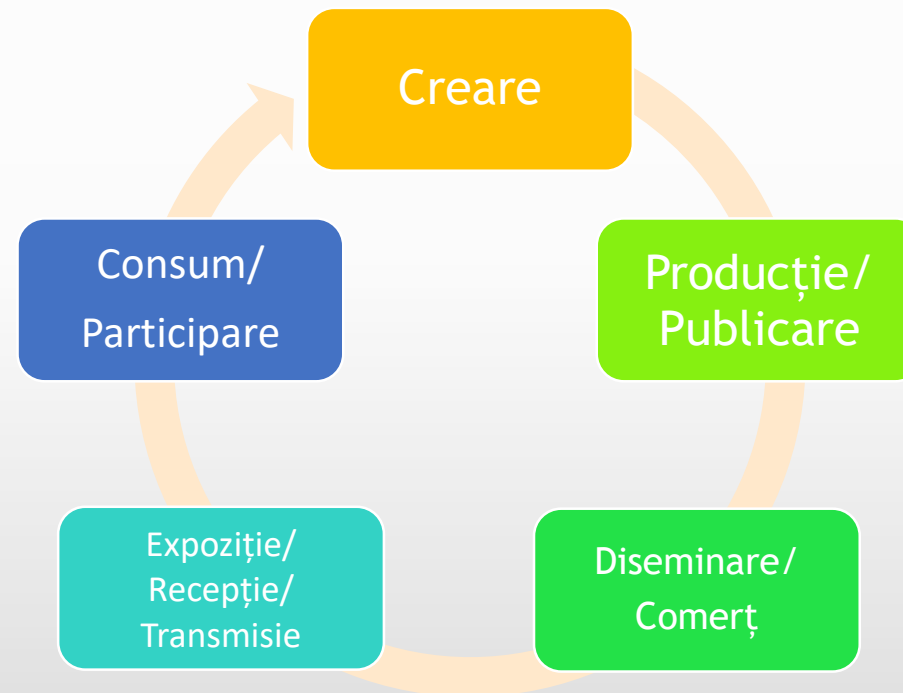 Creare
Producție/
Publicare
Diseminare/
Comerț
Expoziție/
Recepție/
Transmisie
Consum/
Participare